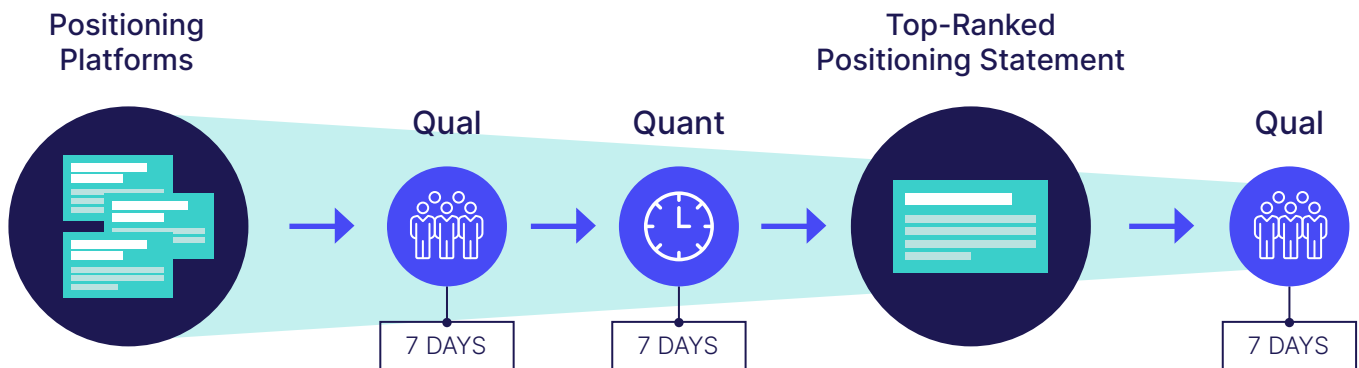 Positioning
Platforms
Qual
Quant
Top-Ranked
Positioning Statement
Qual
7 DAYS
7 DAYS
7 DAYS